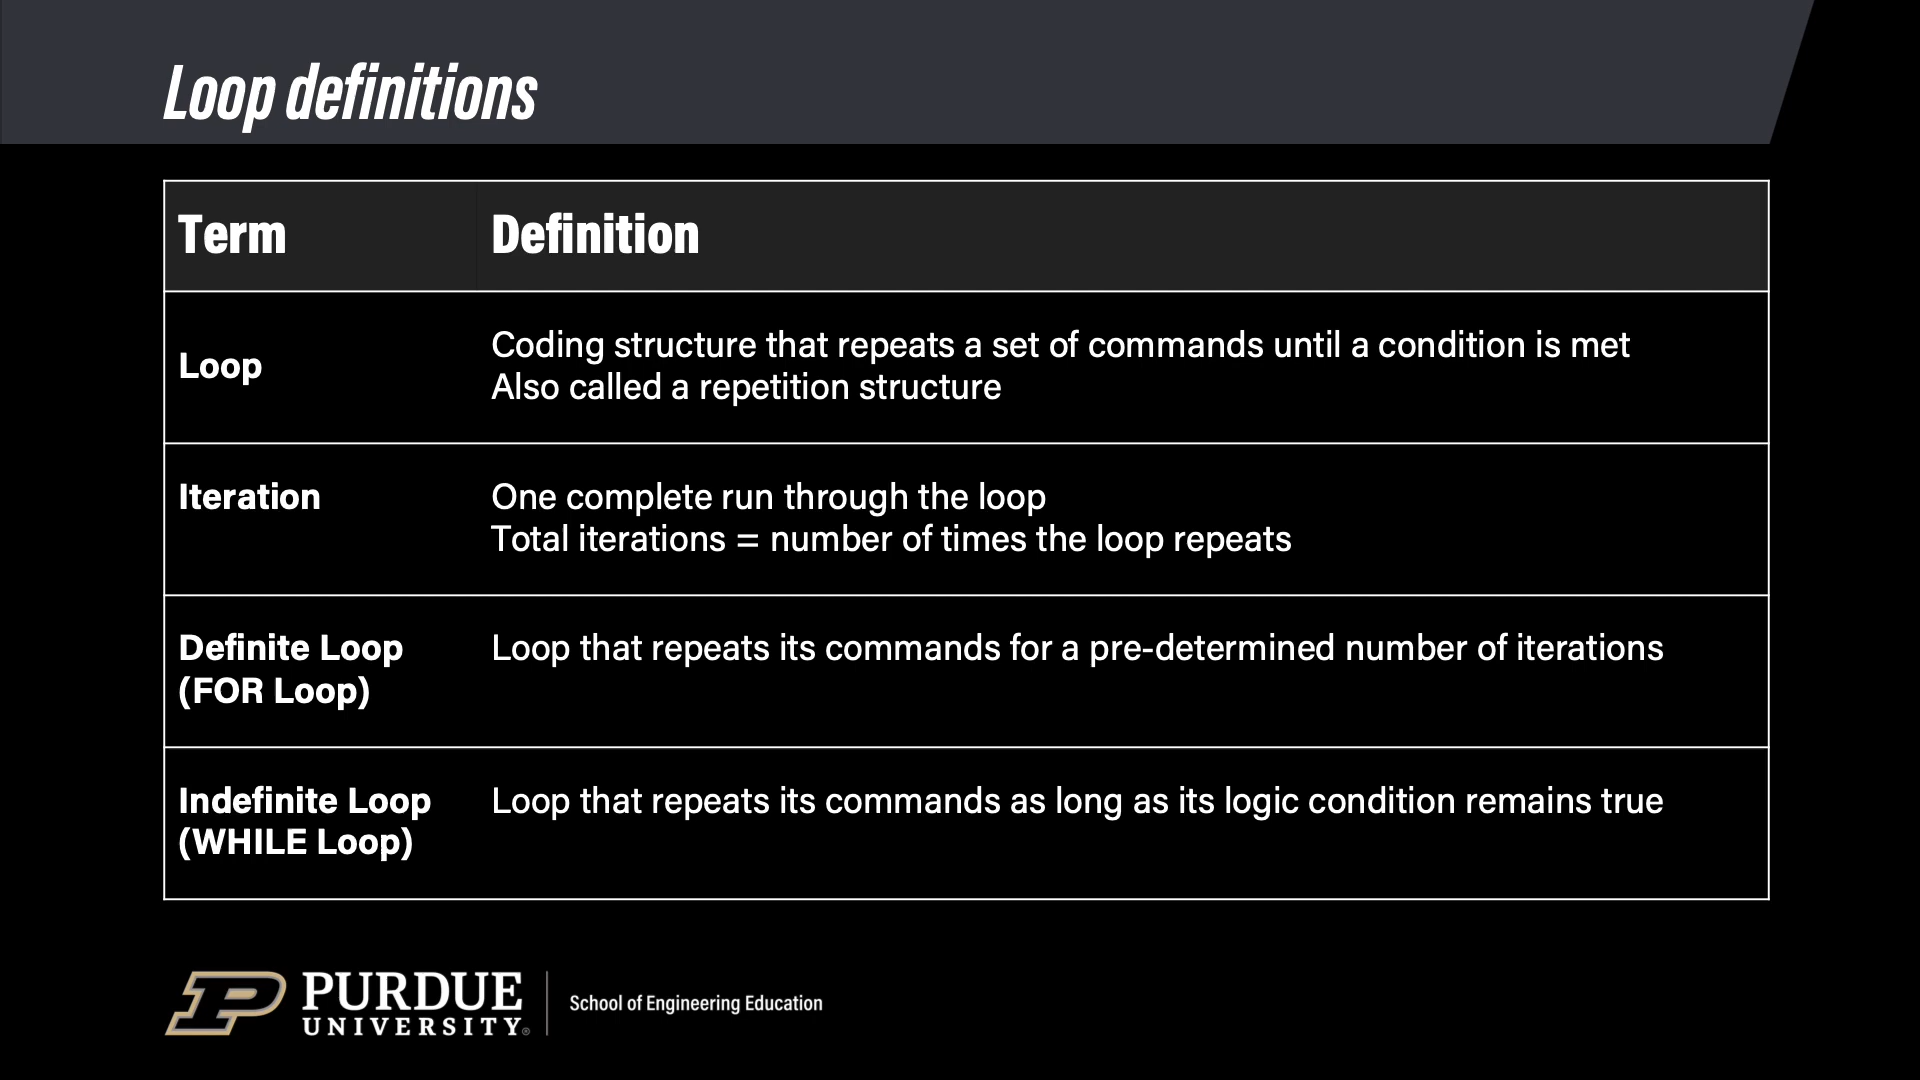 Loop definitions
Term Definition
Loop
Coding structure that repeats a set of commands until a condition is met
Also called a repetition structure
Iteration
One complete run through the loop
Total iterations = number of times the loop repeats
Definite Loop
(FOR Loop)
Loop that repeats its commands for a pre-determined number of iterations
Indefinite Loop
(WHILE Loop)
Loop that repeats its commands as long as its logic condition remains true
PURDUE
UNIVERSITY®
School of Engineering Education